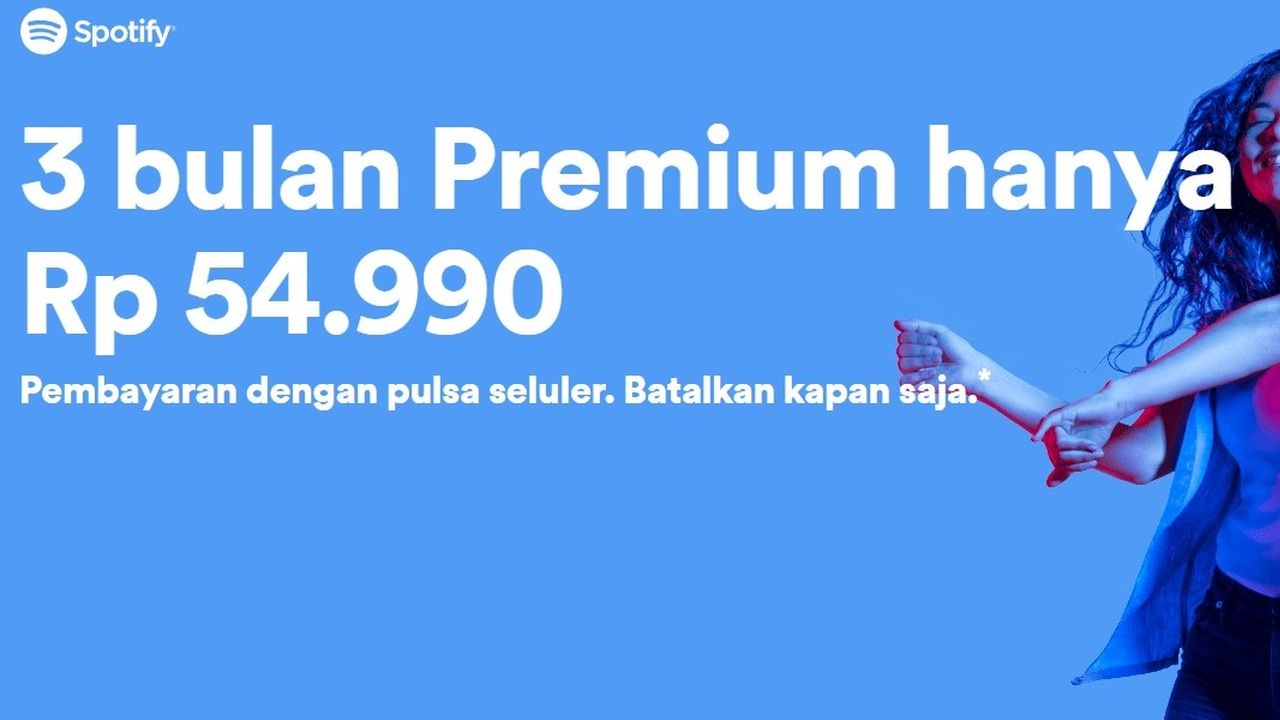 Spotify®
3 bulan Premium hanya
Rp 54.990
Pembayaran dengan pulsa seluler. Batalkan kapan saja.*